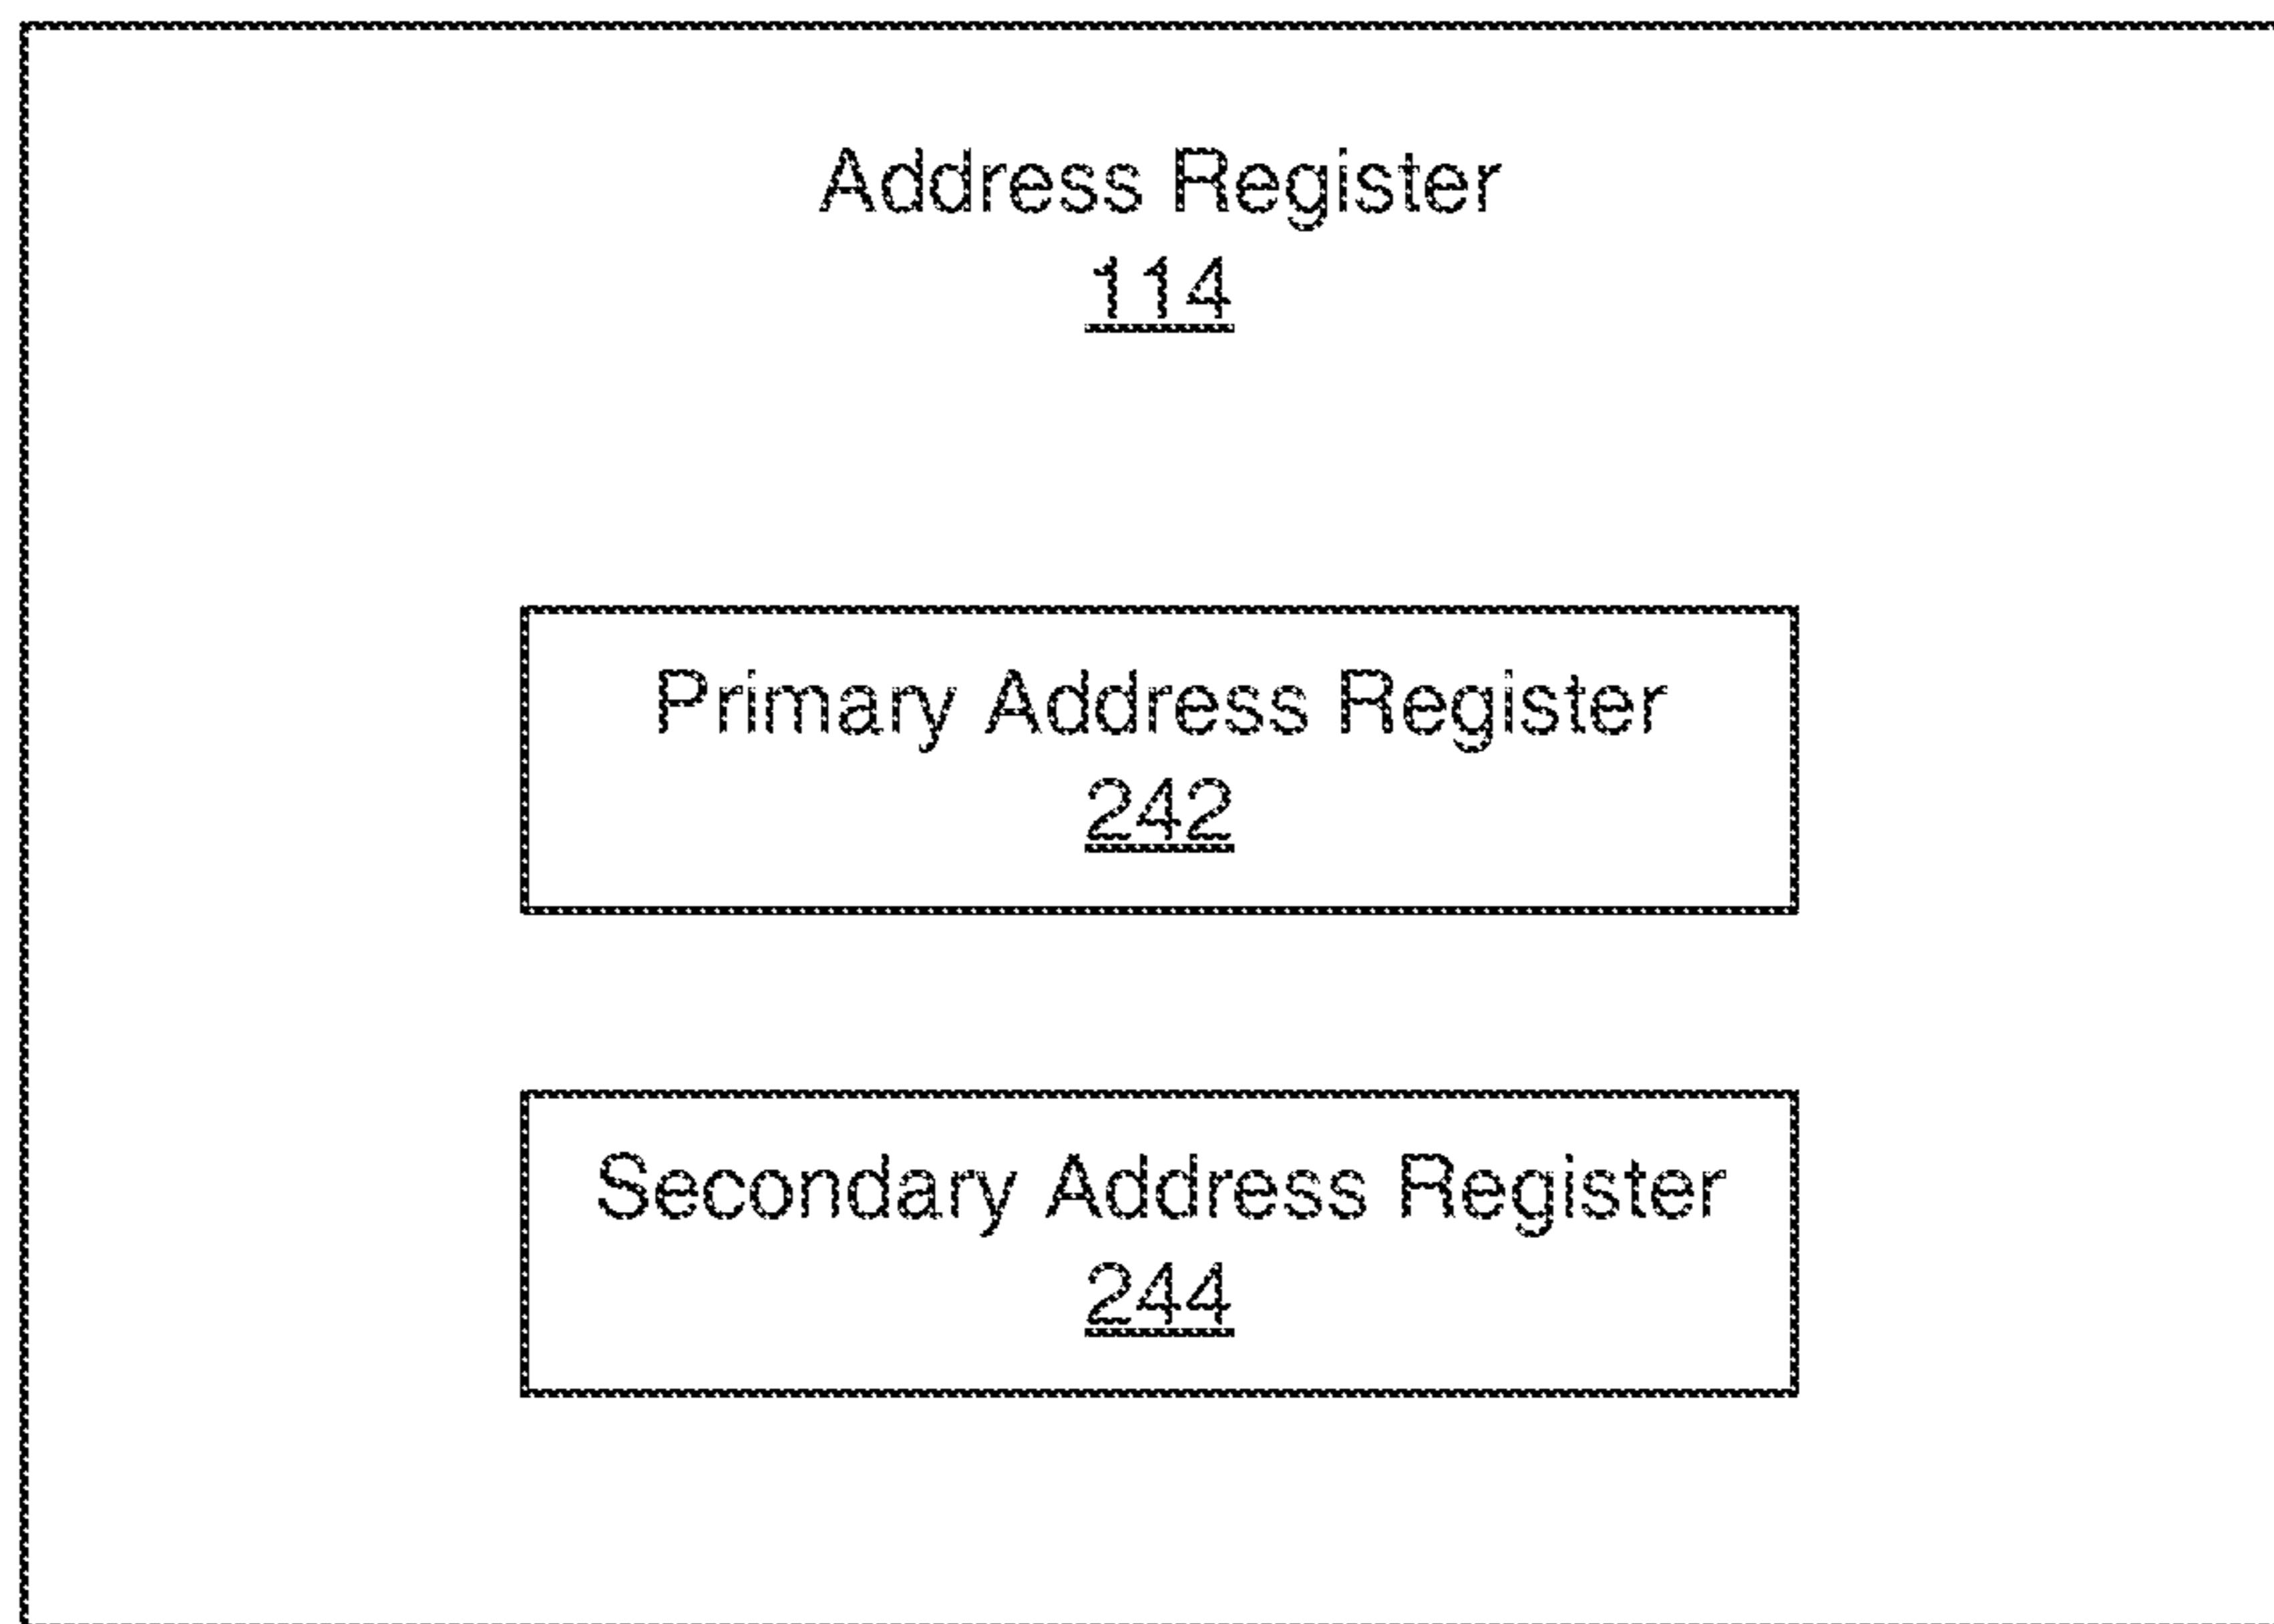 Address Register
114
Primary Address Register
242
Secondary Address Register
244